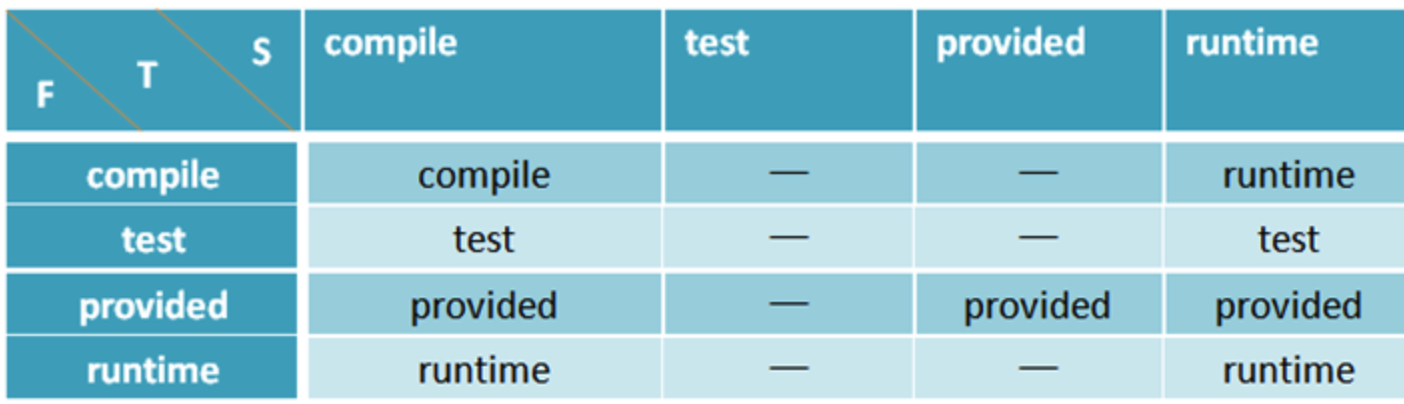 F T S compile test provided runtime
compile compile — — runtime
test test — — test
provided provided — provided provided
runtime runtime — — runtime